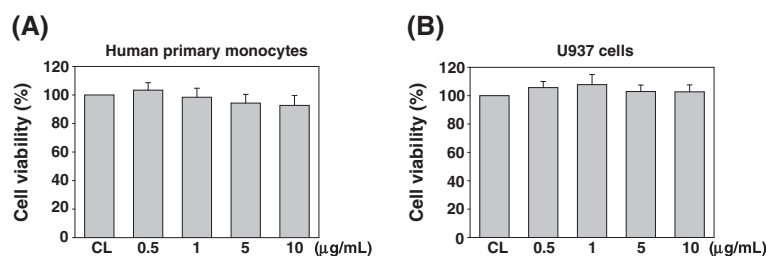 (A)
Human primary monocytes
Cell viability (%)
120
100
80
60
40
20
0
CL 0.5 1 5 10 (μg/mL)
(B)
U937 cells
Cell viability (%)
120
100
80
60
40
20
0
CL 0.5 1 5 10 (μg/mL)